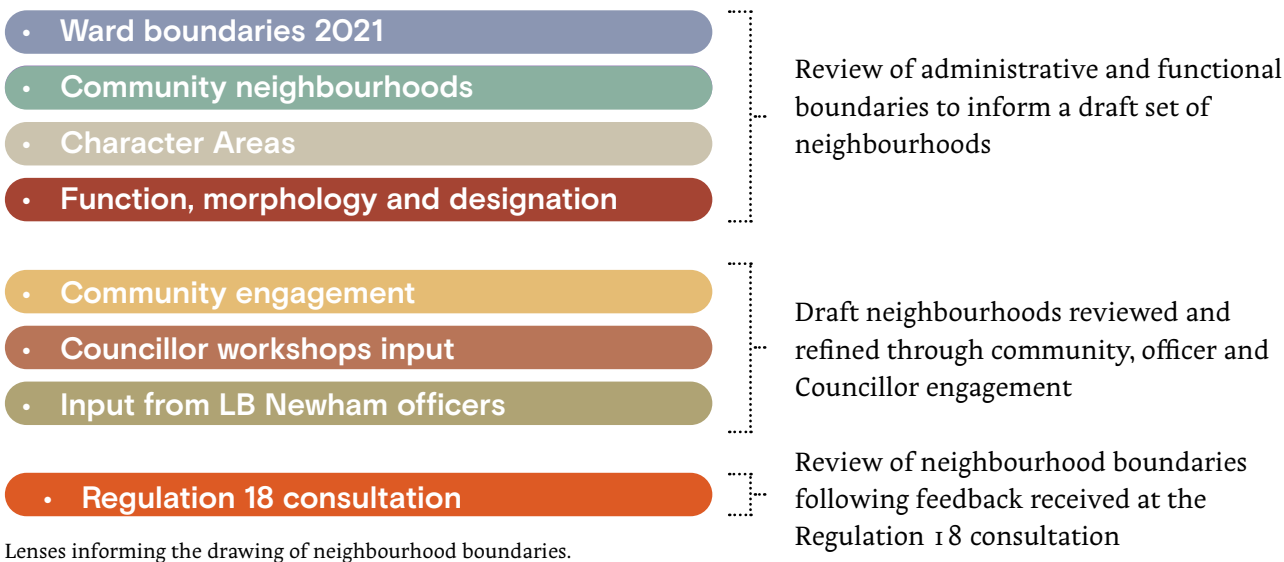 • Ward boundaries 2021
• Community neighbourhoods
• Character Areas
• Function, morphology and designation
Review of administrative and functional
boundaries to inform a draft set of
neighbourhoods
• Community engagement
• Councillor workshops input
• Input from LB Newham officers
Draft neighbourhoods reviewed and
refined through community, officer and
Councillor engagement
• Regulation 18 consultation
Review of neighbourhood boundaries
following feedback received at the
Regulation 18 consultation
Lenses informing the drawing of neighbourhood boundaries.